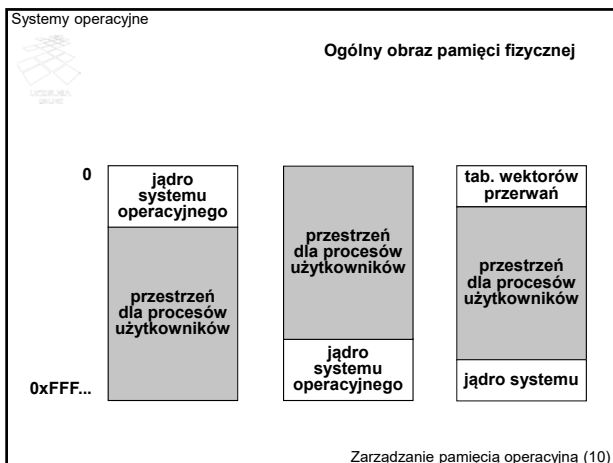 Systemy operacyjne
Ogólny obraz pamięci fizycznej
0
0xFFF...
jądro
systemu
operacyjnego
przestrzeń
dla procesów
użytkowników
przestrzeń
dla procesów
użytkowników
jądro
systemu
operacyjnego
tab. wektorów
przerwań
przestrzeń
dla procesów
użytkowników
jądro systemu
Zarządzanie pamięcią operacyjną (10)